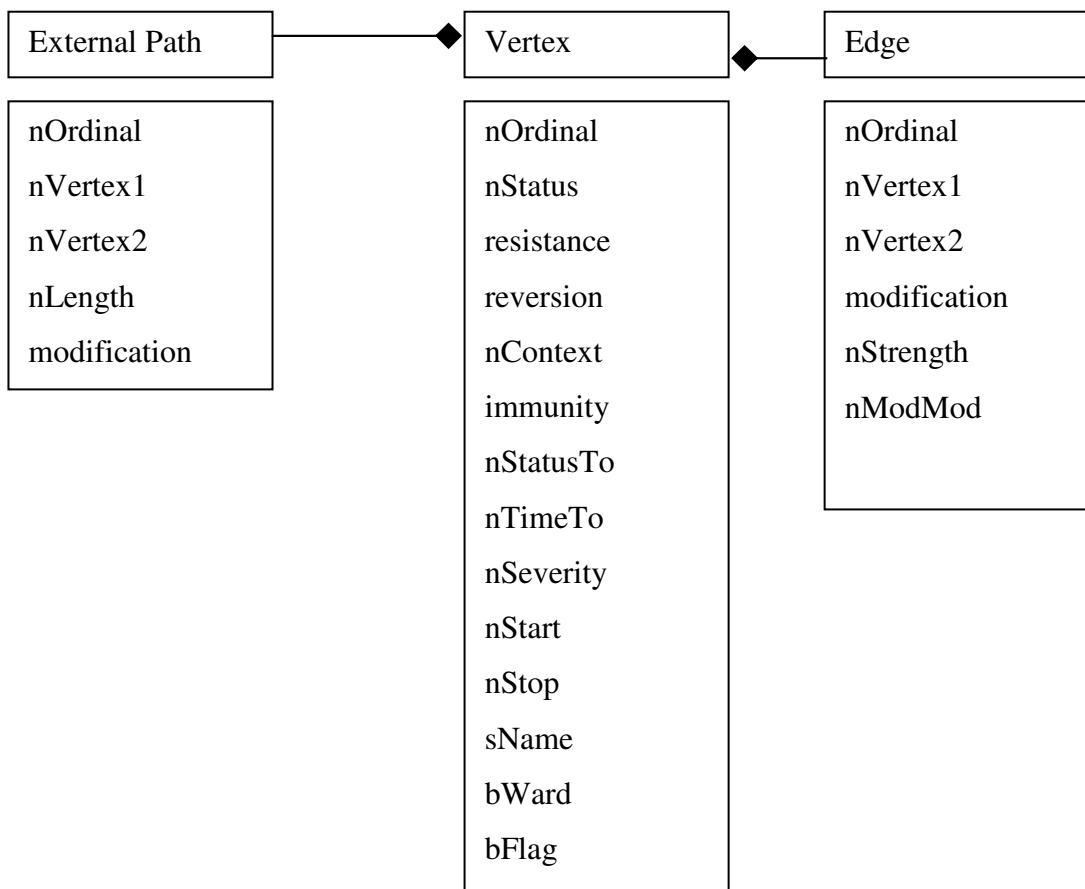 External Path
nOrdinal
nVertex1
nVertex2
nLength
modification
Vertex
nOrdinal
nStatus
resistance
reversion
nContext
immunity
nStatusTo
nTimeTo
nSeverity
nStart
nStop
sName
bWard
bFlag
Edge
nOrdinal
nVertex1
nVertex2
modification
nStrength
nModMod